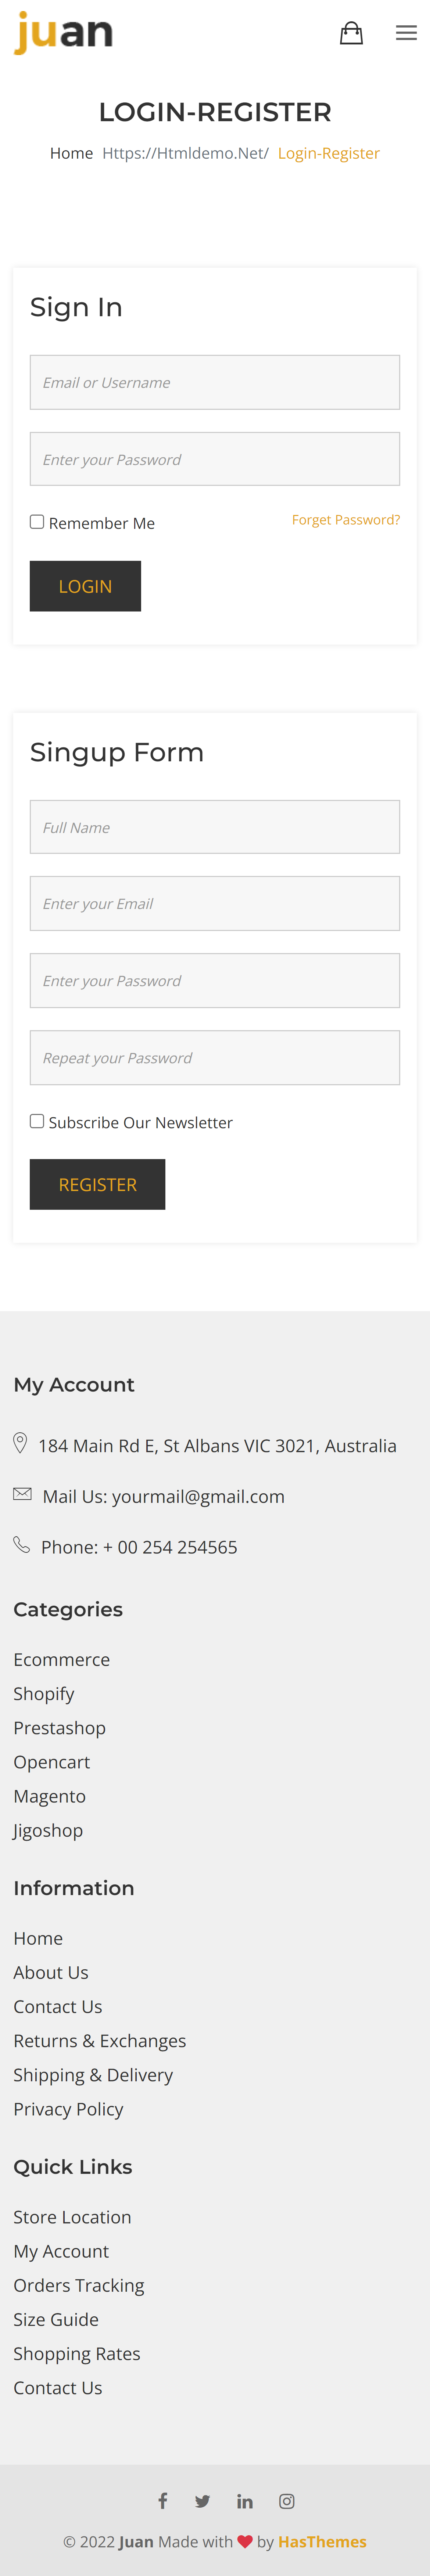 juan
LOGIN-REGISTER
Home Https://Htmldemo.Net/ Login-Register
Sign In
Email or Username
Enter your Password
Remember Me Forget Password?
LOGIN
Singup Form
Full Name
Enter your Email
Enter your Password
Repeat your Password
Subscribe Our Newsletter
REGISTER
My Account
184 Main Rd E, St Albans VIC 3021, Australia
Mail Us: yourmail@gmail.com
Phone: + 00 254 254565
Categories
Ecommerce
Shopify
Prestashop
Opencart
Magento
Jigoshop
Information
Home
About Us
Contact Us
Returns & Exchanges
Shipping & Delivery
Privacy Policy
Quick Links
Store Location
My Account
Orders Tracking
Size Guide
Shopping Rates
Contact Us
© 2022 Juan Made with ❤ by HasThemes